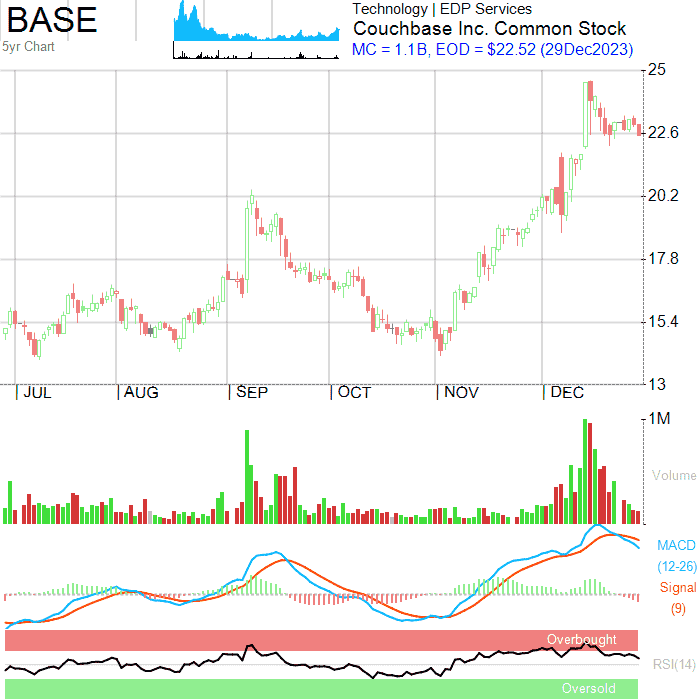 BASE
5yr Chart
Technology | EDP Services
Couchbase Inc. Common Stock
MC = 1.1B, EOD = $22.52 (29Dec2023)
25
22.6
20.2
17.8
15.4
13
| JUL | AUG | SEP | OCT | NOV | DEC
1M
Volume
MACD
(12-26)
Signal
(9)
Overbought
RSI(14)
Oversold